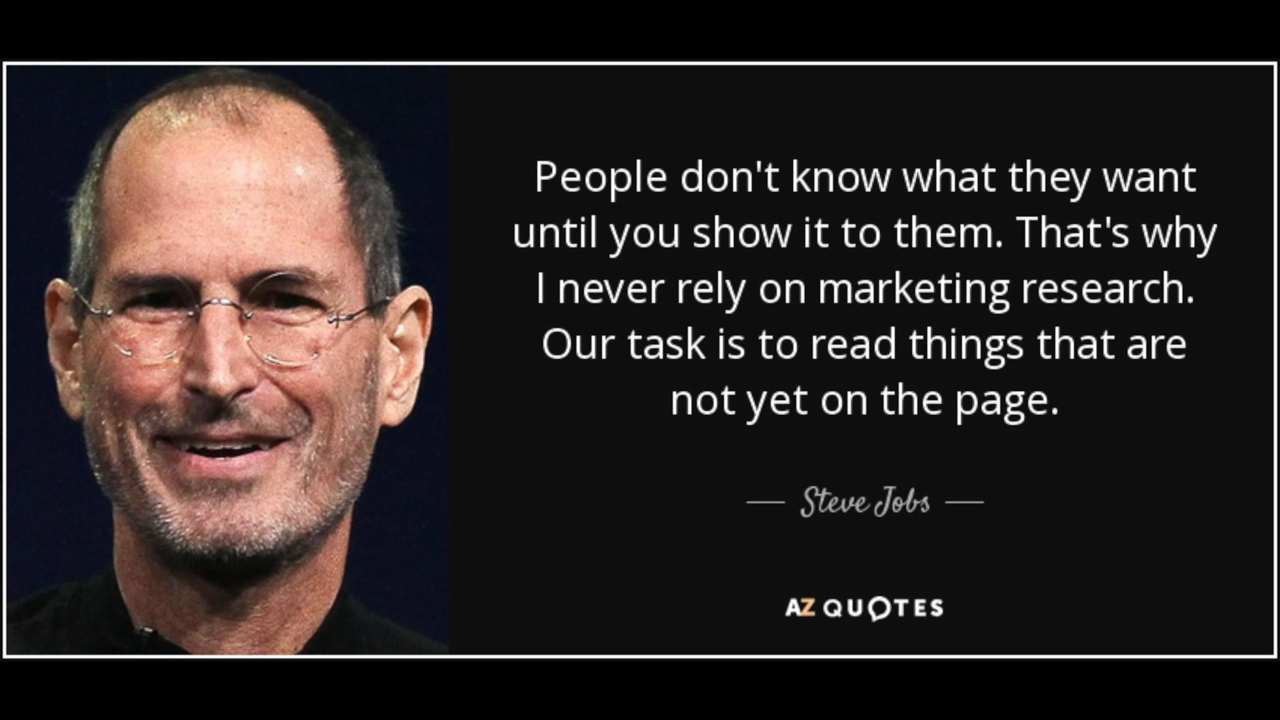 People don't know what they want
until you show it to them. That's why
I never rely on marketing research.
Our task is to read things that are
not yet on the page.
Steve Jobs
AZ QUOTES